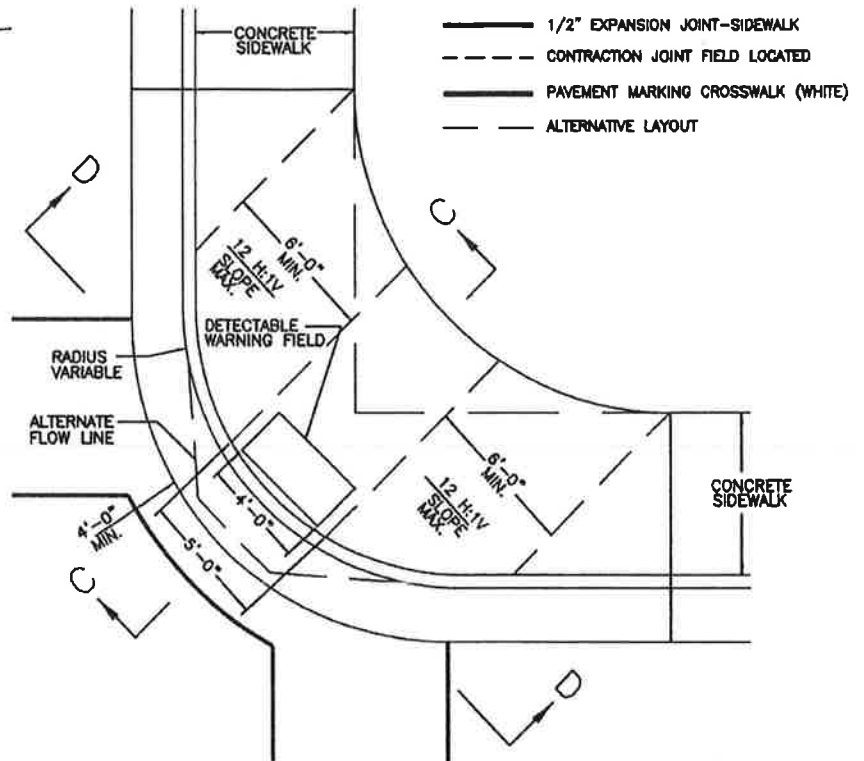 CONCRETE
SIDEWALK
1/2" EXPANSION JOINT-SIDEWALK
CONTRACTION JOINT FIELD LOCATED
PAVEMENT MARKING CROSSWALK (WHITE)
ALTERNATIVE LAYOUT
D
C
6'-0"
MIN.
12 H:1V
SLOPE
MAX.
DETECTABLE
WARNING FIELD
RADIUS
VARIABLE
ALTERNATE
FLOW LINE
6'-0"
MIN.
12 H:1V
SLOPE
MAX.
CONCRETE
SIDEWALK
4'-0"
4'-0"
MIN.
5'-0"
C
D